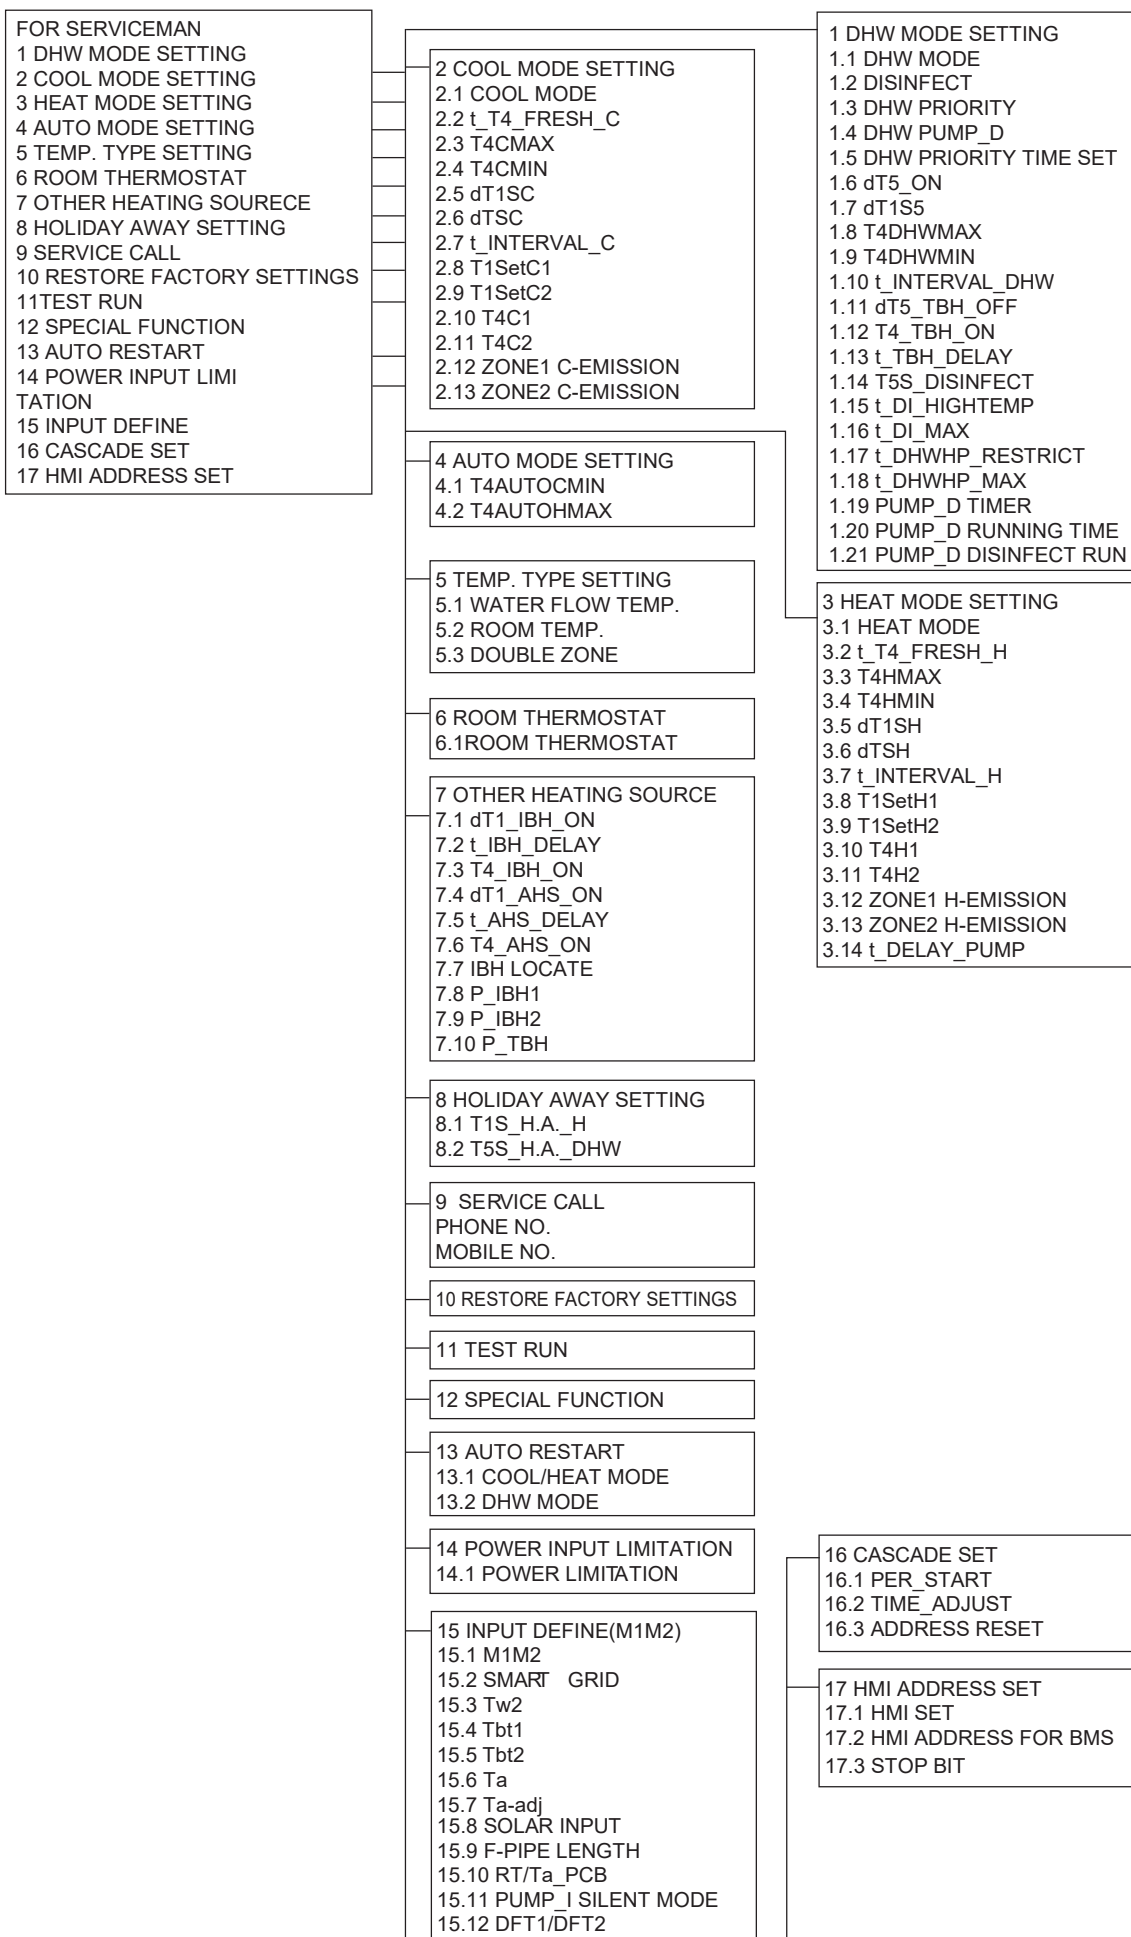 FOR SERVICEMAN
1 DHW MODE SETTING
2 COOL MODE SETTING
3 HEAT MODE SETTING
4 AUTO MODE SETTING
5 TEMP. TYPE SETTING
6 ROOM THERMOSTAT
7 OTHER HEATING SOURECE
8 HOLIDAY AWAY SETTING
9 SERVICE CALL
10 RESTORE FACTORY SETTINGS
11TEST RUN
12 SPECIAL FUNCTION
13 AUTO RESTART
14 POWER INPUT LIMI
TATION
15 INPUT DEFINE
16 CASCADE SET
17 HMI ADDRESS SET
1 DHW MODE SETTING
1.1 DHW MODE
1.2 DISINFECT
1.3 DHW PRIORITY
1.4 DHW PUMP_D
1.5 DHW PRIORITY TIME SET
1.6 dT5_ON
1.7 dT1S5
1.8 T4DHWMAX
1.9 T4DHWMIN
1.10 t_INTERVAL_DHW
1.11 dT5_TBH_OFF
1.12 T4_TBH_ON
1.13 t_TBH_DELAY
1.14 T5S_DISINFECT
1.15 t_DI_HIGHTEMP
1.16 t_DI_MAX
1.17 t_DHWHP_RESTRICT
1.18 t_DHWHP_MAX
1.19 PUMP_D TIMER
1.20 PUMP_D RUNNING TIME
1.21 PUMP_D DISINFECT RUN
2 COOL MODE SETTING
2.1 COOL MODE
2.2 t_T4_FRESH_C
2.3 T4CMAX
2.4 T4CMIN
2.5 dT1SC
2.6 dTSC
2.7 t_INTERVAL_C
2.8 T1SetC1
2.9 T1SetC2
2.10 T4C1
2.11 T4C2
2.12 ZONE1 C-EMISSION
2.13 ZONE2 C-EMISSION
3 HEAT MODE SETTING
3.1 HEAT MODE
3.2 t_T4_FRESH_H
3.3 T4HMAX
3.4 T4HMIN
3.5 dT1SH
3.6 dTSH
3.7 t_INTERVAL_H
3.8 T1SetH1
3.9 T1SetH2
3.10 T4H1
3.11 T4H2
3.12 ZONE1 H-EMISSION
3.13 ZONE2 H-EMISSION
3.14 t_DELAY_PUMP
4 AUTO MODE SETTING
4.1 T4AUTOCMIN
4.2 T4AUTOHMAX
5 TEMP. TYPE SETTING
5.1 WATER FLOW TEMP.
5.2 ROOM TEMP.
5.3 DOUBLE ZONE
6 ROOM THERMOSTAT
6.1ROOM THERMOSTAT
7 OTHER HEATING SOURCE
7.1 dT1_IBH_ON
7.2 t_IBH_DELAY
7.3 T4_IBH_ON
7.4 dT1_AHS_ON
7.5 t_AHS_DELAY
7.6 T4_AHS_ON
7.7 IBH LOCATE
7.8 P_IBH1
7.9 P_IBH2
7.10 P_TBH
8 HOLIDAY AWAY SETTING
8.1 T1S_H.A._H
8.2 T5S_H.A._DHW
9 SERVICE CALL
PHONE NO.
MOBILE NO.
10 RESTORE FACTORY SETTINGS
11 TEST RUN
12 SPECIAL FUNCTION
13 AUTO RESTART
13.1 COOL/HEAT MODE
13.2 DHW MODE
14 POWER INPUT LIMITATION
14.1 POWER LIMITATION
15 INPUT DEFINE(M1M2)
15.1 M1M2
15.2 SMART GRID
15.3 Tw2
15.4 Tbt1
15.5 Tbt2
15.6 Ta
15.7 Ta-adj
15.8 SOLAR INPUT
15.9 F-PIPE LENGTH
15.10 RT/Ta_PCB
15.11 PUMP_I SILENT MODE
15.12 DFT1/DFT2
16 CASCADE SET
16.1 PER_START
16.2 TIME_ADJUST
16.3 ADDRESS RESET
17 HMI ADDRESS SET
17.1 HMI SET
17.2 HMI ADDRESS FOR BMS
17.3 STOP BIT